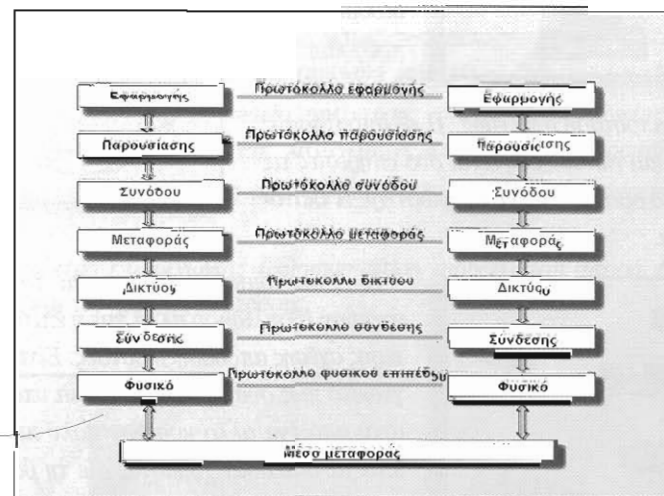 Εφαρμογής Πρωτόκολλο εφαρμογής Εφαρμογής
Παρουσίασης Πρωτόκολλο παρουσίασης Παρουσίασης
Συνόδου Πρωτόκολλο συνόδου Συνόδου
Μεταφοράς Πρωτόκολλο μεταφοράς Μεταφοράς
Δικτύου Πρωτόκολλο δικτύου Δικτύου
Σύνδεσης Πρωτόκολλο σύνδεσης Σύνδεσης
Φυσικό Πρωτόκολλο φυσικού επιπέδου Φυσικό
Μέσα μεταφοράς